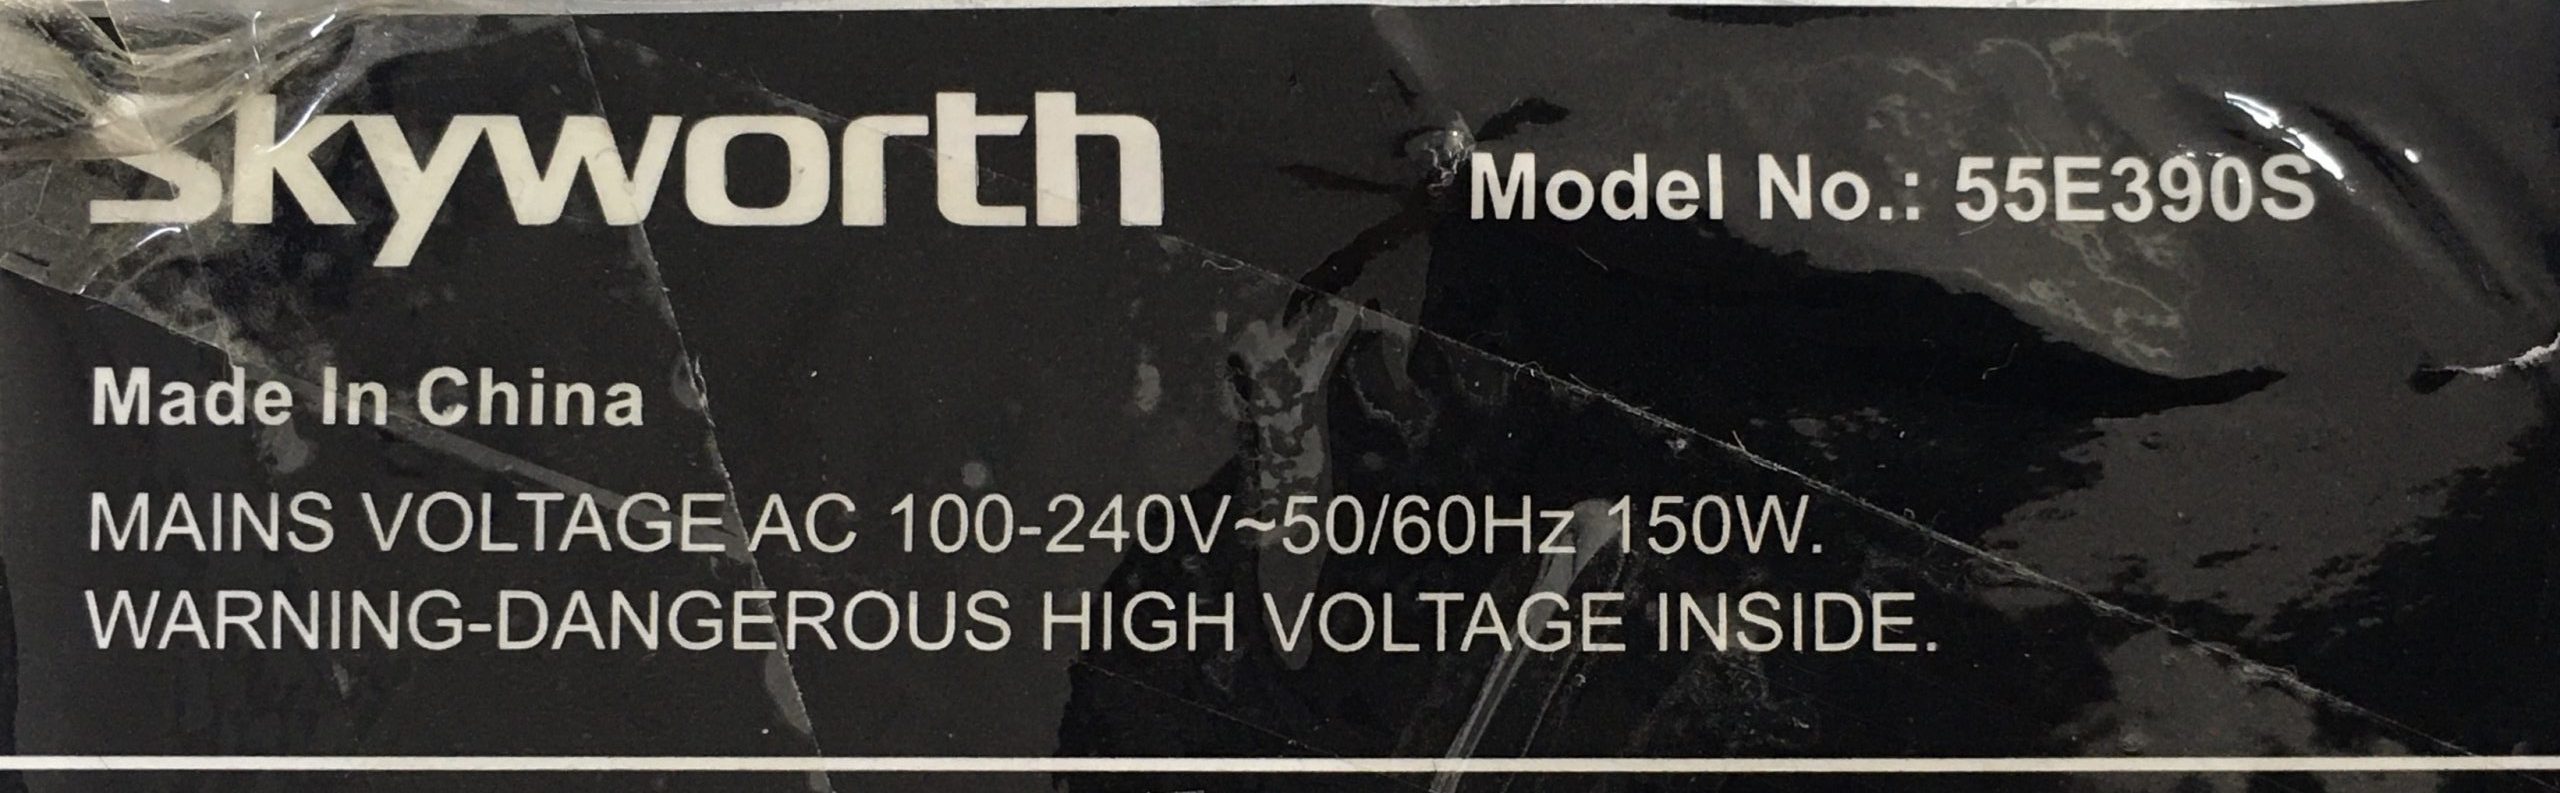 Skyworth
Model No.: 55E390S
Made In China
MAINS VOLTAGE AC 100-240V~50/60Hz 150W.
WARNING-DANGEROUS HIGH VOLTAGE INSIDE.